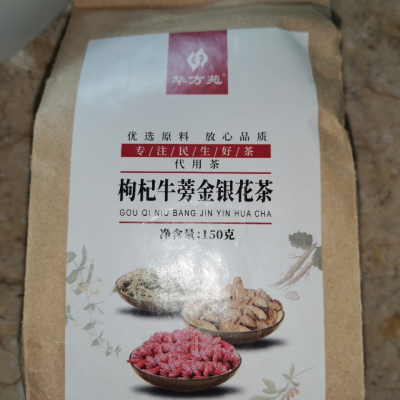 华方苑
优选原料 放心品质
专/注/民/生/好/茶
代用茶
枸杞牛蒡金银花茶
GOU QI NIU BANG JIN YIN HUA CHA
净含量:150克